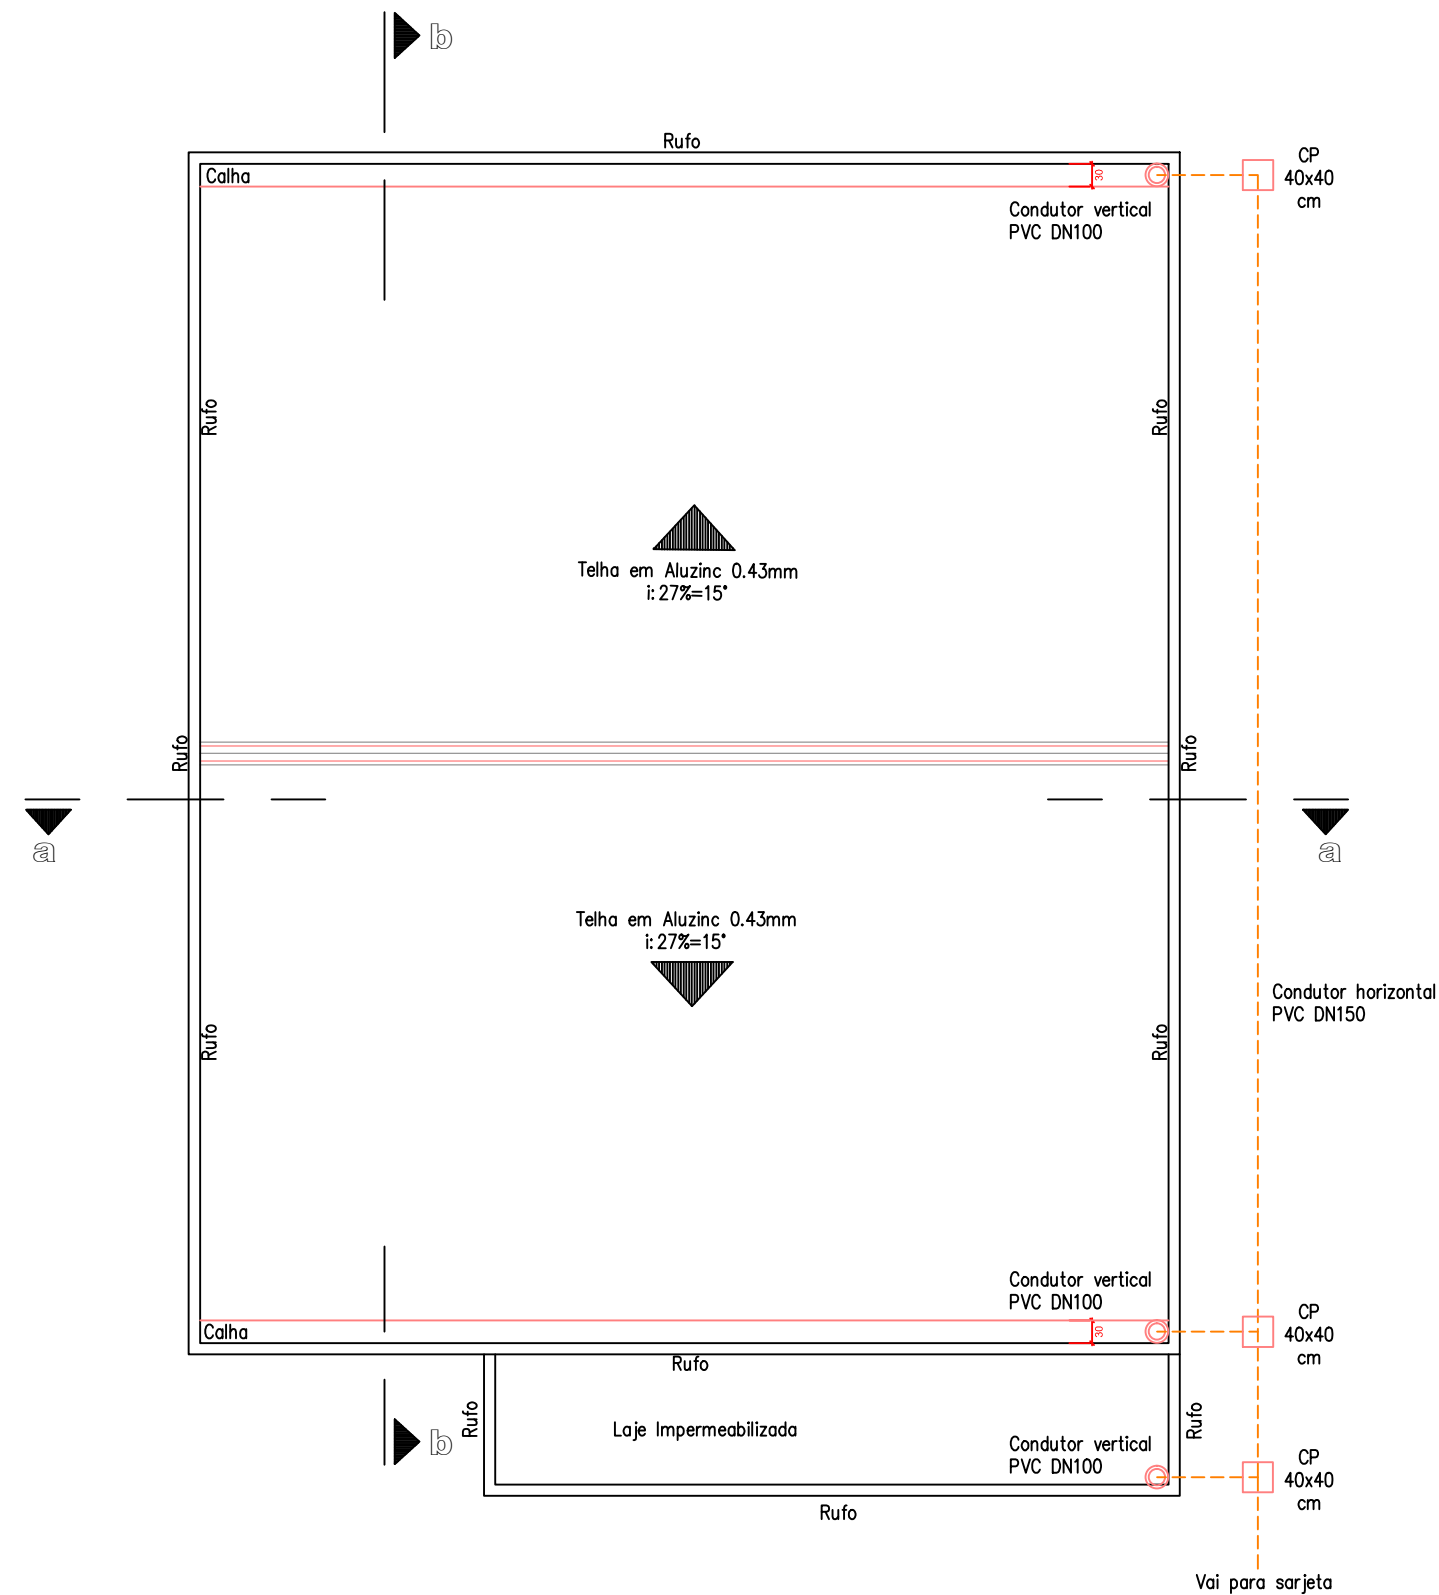 b
Rufo
Calha
30
CP
40x40
cm
Condutor vertical
PVC DN100
Rufo
Rufo
Telha em Aluzinc 0.43mm
i:27%=15°
Rufo
Rufo
a
a
Telha em Aluzinc 0.43mm
i:27%=15°
Condutor horizontal
PVC DN150
Rufo
Rufo
Condutor vertical
PVC DN100
Calha
30
CP
40x40
cm
Rufo
Rufo
Rufo
Laje Impermeabilizada
b
Condutor vertical
PVC DN100
CP
40x40
cm
Rufo
Vai para sarjeta